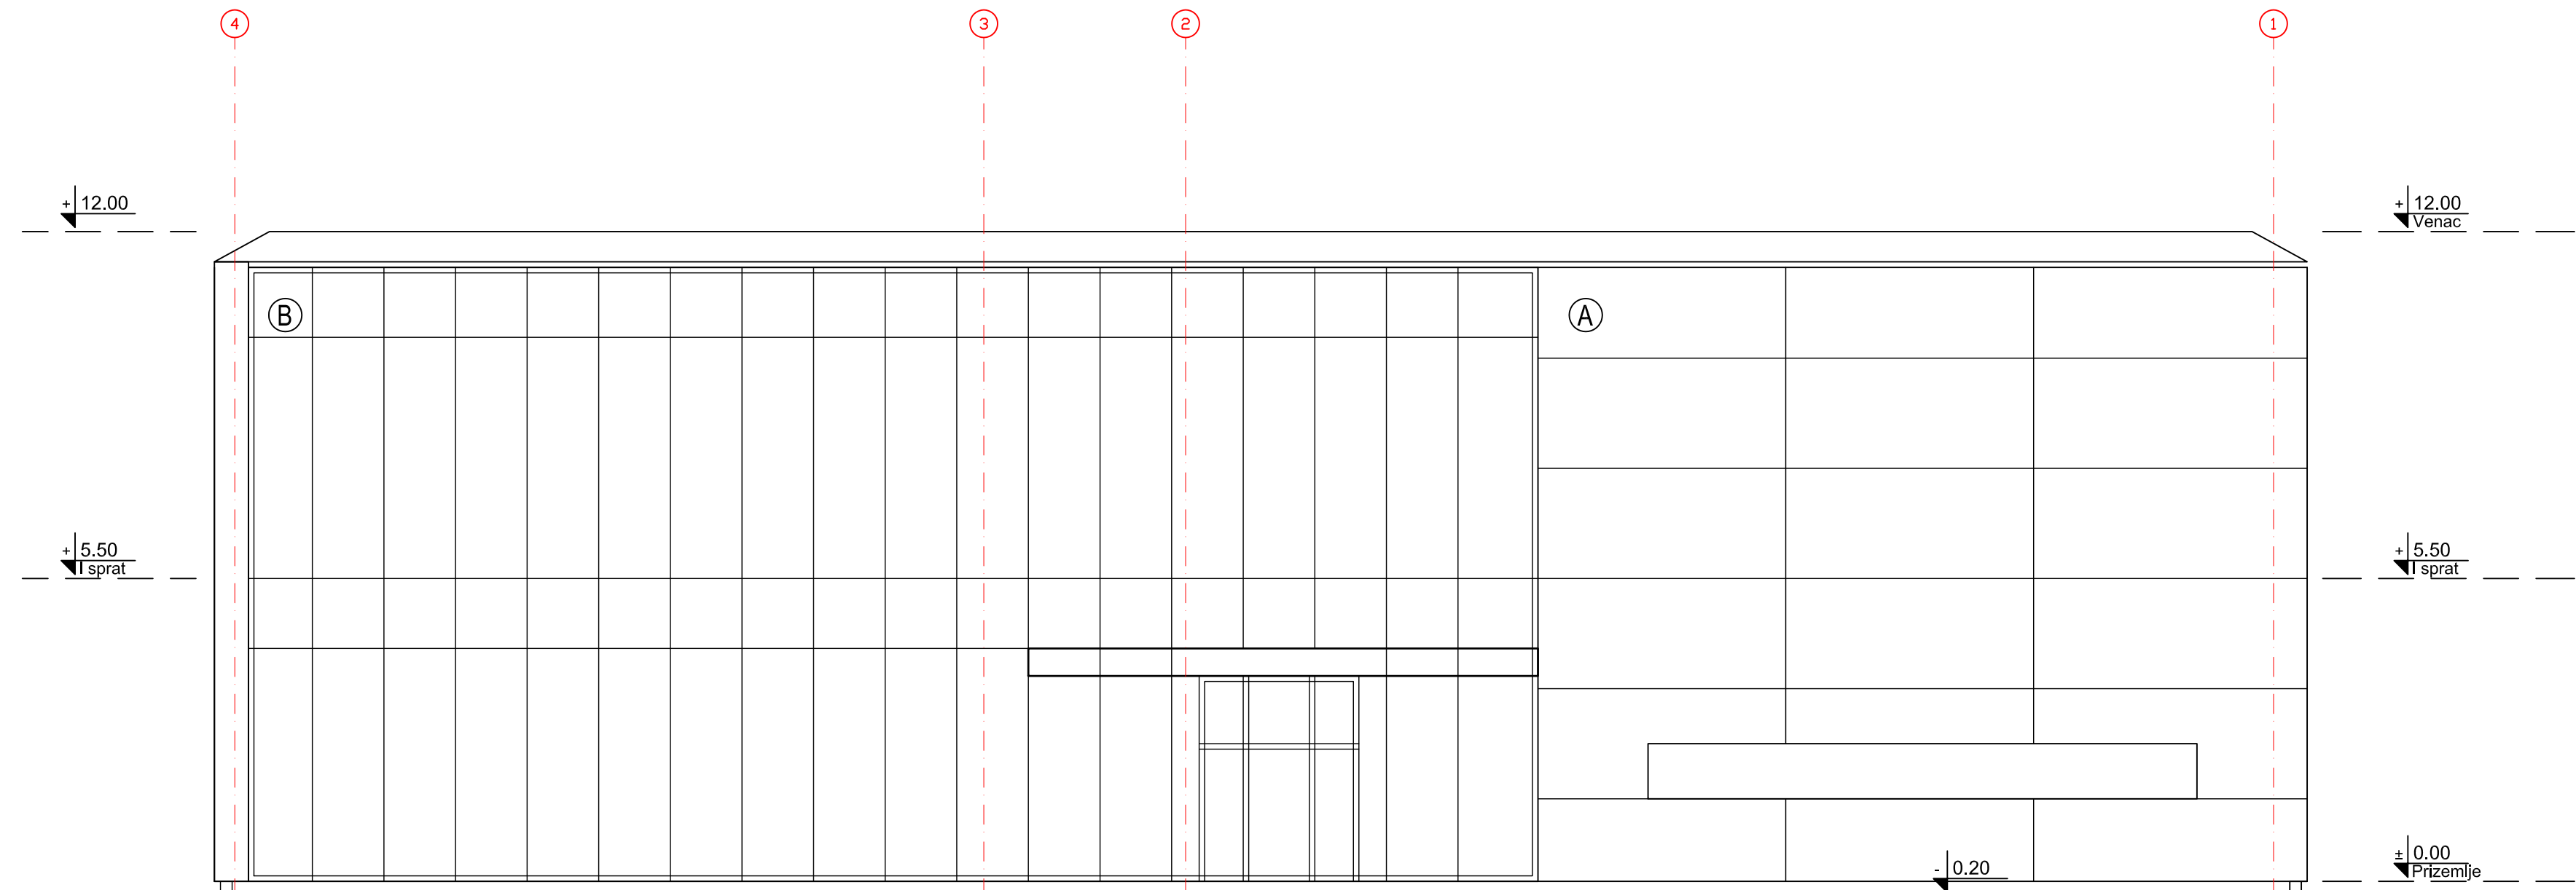 4 3 2 1
+ 12.00
+ 12.00
Venac
B A
+ 5.50
I sprat
+ 5.50
I sprat
± 0.00
Prizemlje
- 0.20